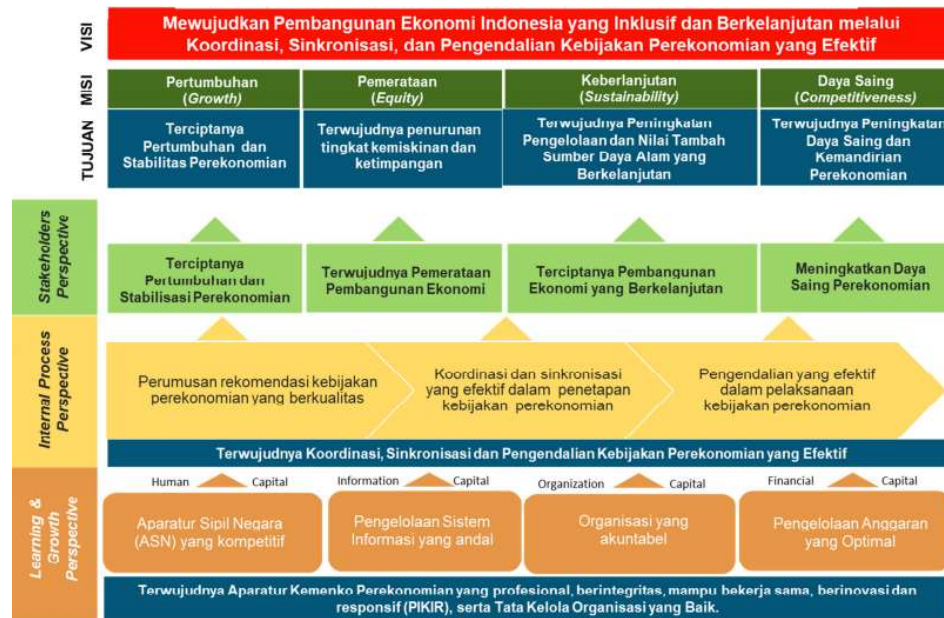 VISI
Mewujudkan Pembangunan Ekonomi Indonesia yang Inklusif dan Berkelanjutan melalui
Koordinasi, Sinkronisasi, dan Pengendalian Kebijakan Perekonomian yang Efektif
MISI
Pertumbuhan
(Growth)
Pemerataan
(Equity)
Keberlanjutan
(Sustainability)
Daya Saing
(Competitiveness)
TUJUAN
Terciptanya
Pertumbuhan dan
Stabilitas Perekonomian
Terwujudnya penurunan
tingkat kemiskinan dan
ketimpangan
Terwujudnya Peningkatan
Pengelolaan dan Nilai Tambah
Sumber Daya Alam yang
Berkelanjutan
Terwujudnya Peningkatan
Daya Saing dan
Kemandirian
Perekonomian
Stakeholders
Perspective
Terciptanya
Pertumbuhan dan
Stabilisasi Perekonomian
Terwujudnya Pemerataan
Pembangunan Ekonomi
Terciptanya Pembangunan
Ekonomi yang Berkelanjutan
Meningkatkan Daya
Saing Perekonomian
Internal Process
Perspective
Perumusan rekomendasi kebijakan
perekonomian yang berkualitas
Koordinasi dan sinkronisasi
yang efektif dalam penetapan
kebijakan perekonomian
Pengendalian yang efektif
dalam pelaksanaan
kebijakan perekonomian
Terwujudnya Koordinasi, Sinkronisasi dan Pengendalian Kebijakan Perekonomian yang Efektif
Learning &
Growth
Perspective
Human Capital
Information Capital
Organization Capital
Financial Capital
Aparatur Sipil Negara
(ASN) yang kompetitif
Pengelolaan Sistem
Informasi yang andal
Organisasi yang
akuntabel
Pengelolaan Anggaran
yang Optimal
Terwujudnya Aparatur Kemenko Perekonomian yang profesional, berintegritas, mampu bekerja sama, berinovasi dan
responsif (PIKIR), serta Tata Kelola Organisasi yang Baik.